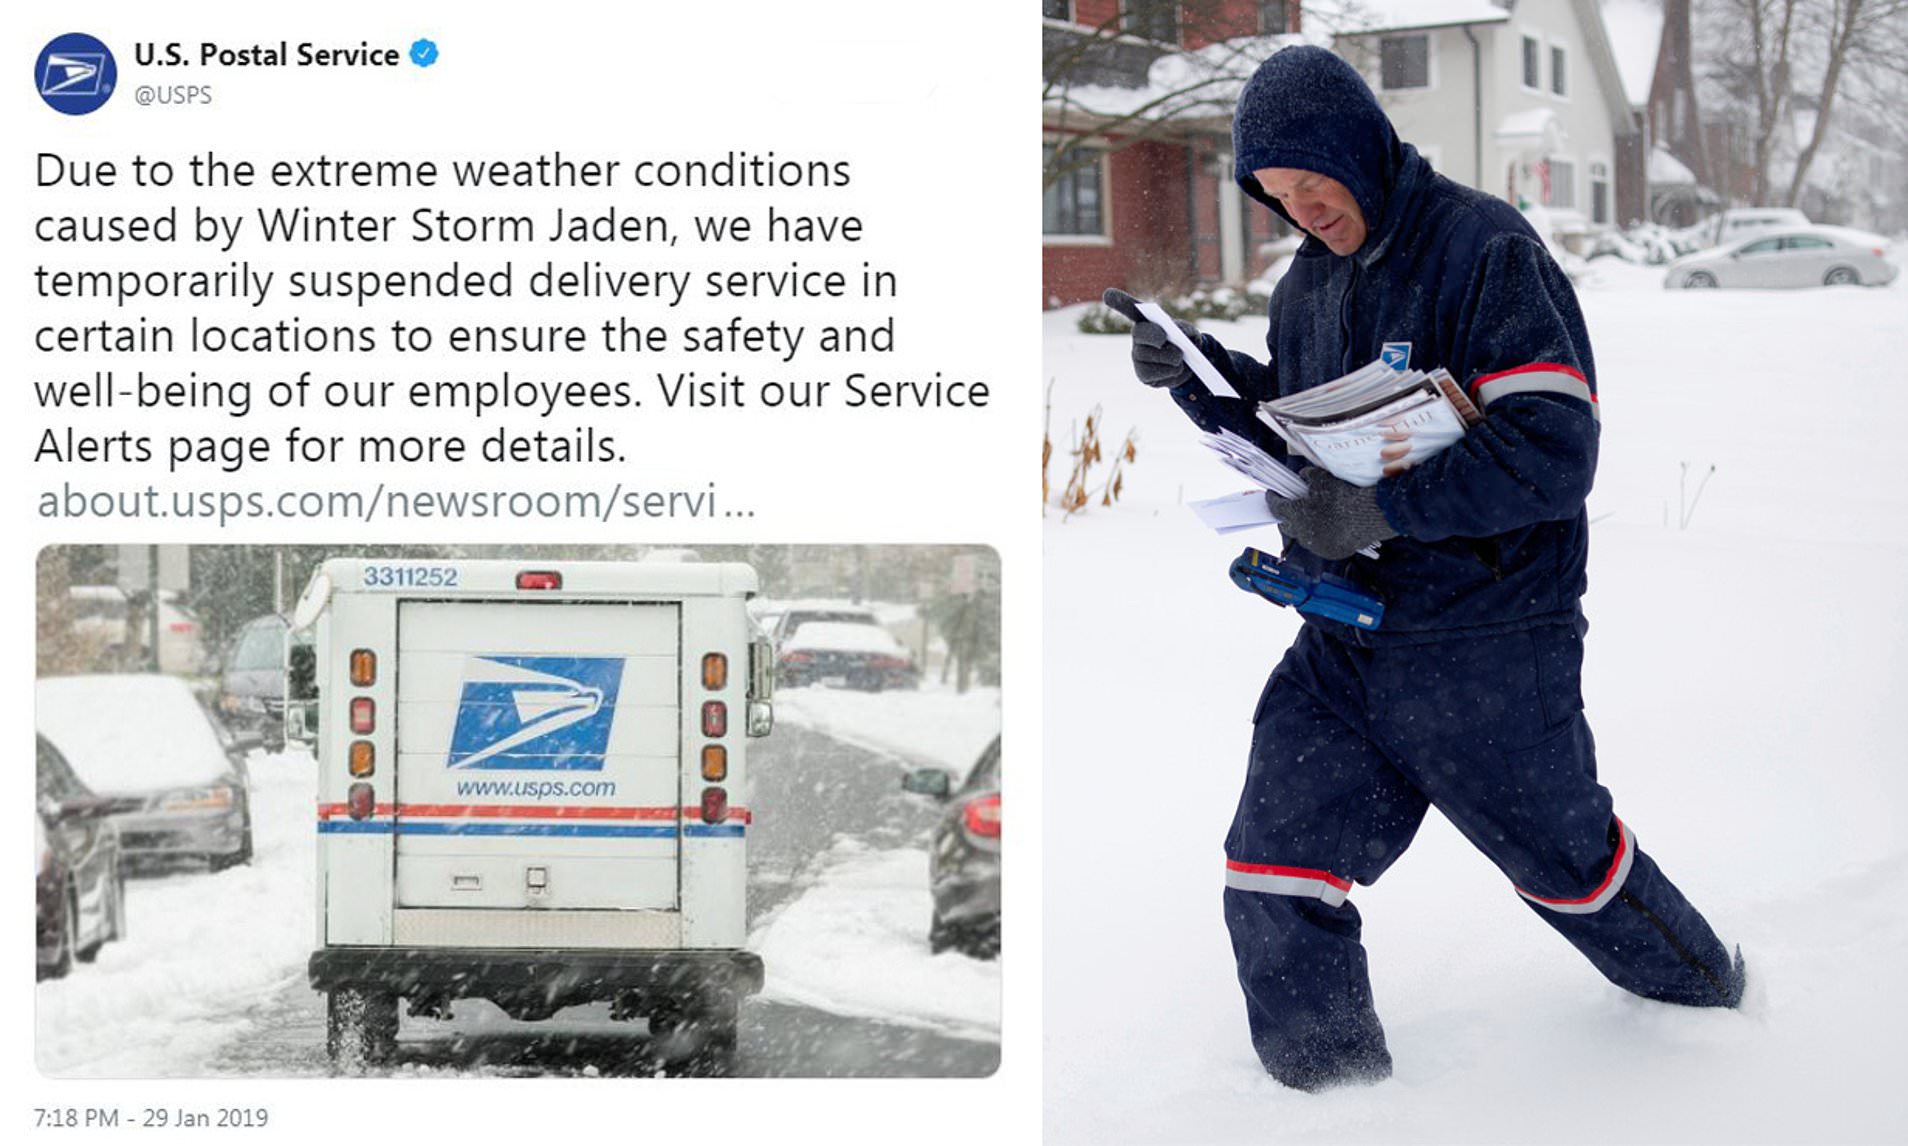 U.S. Postal Service
@USPS
Due to the extreme weather conditions
caused by Winter Storm Jaden, we have
temporarily suspended delivery service in
certain locations to ensure the safety and
well-being of our employees. Visit our Service
Alerts page for more details.
about.usps.com/newsroom/servi...
3311252
www.usps.com
7:18 PM - 29 Jan 2019
Garnet Hill